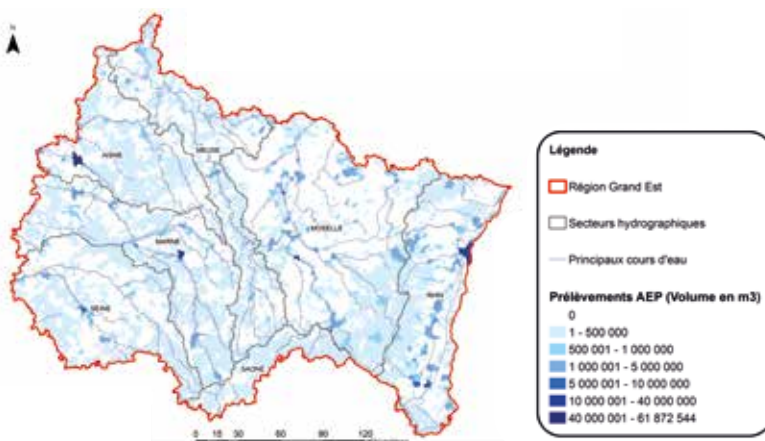 N
AISNE
MEUSE
MOSELLE
MARNE
RHIN
SEINE
SAONE
0 15 30 60 90 120
Légende
Région Grand Est
Secteurs hydrographiques
Principaux cours d'eau
Prélèvements AEP (Volume en m3)
0
1 - 500 000
500 001 - 1 000 000
1 000 001 - 5 000 000
5 000 001 - 10 000 000
10 000 001 - 40 000 000
40 000 001 - 61 872 544